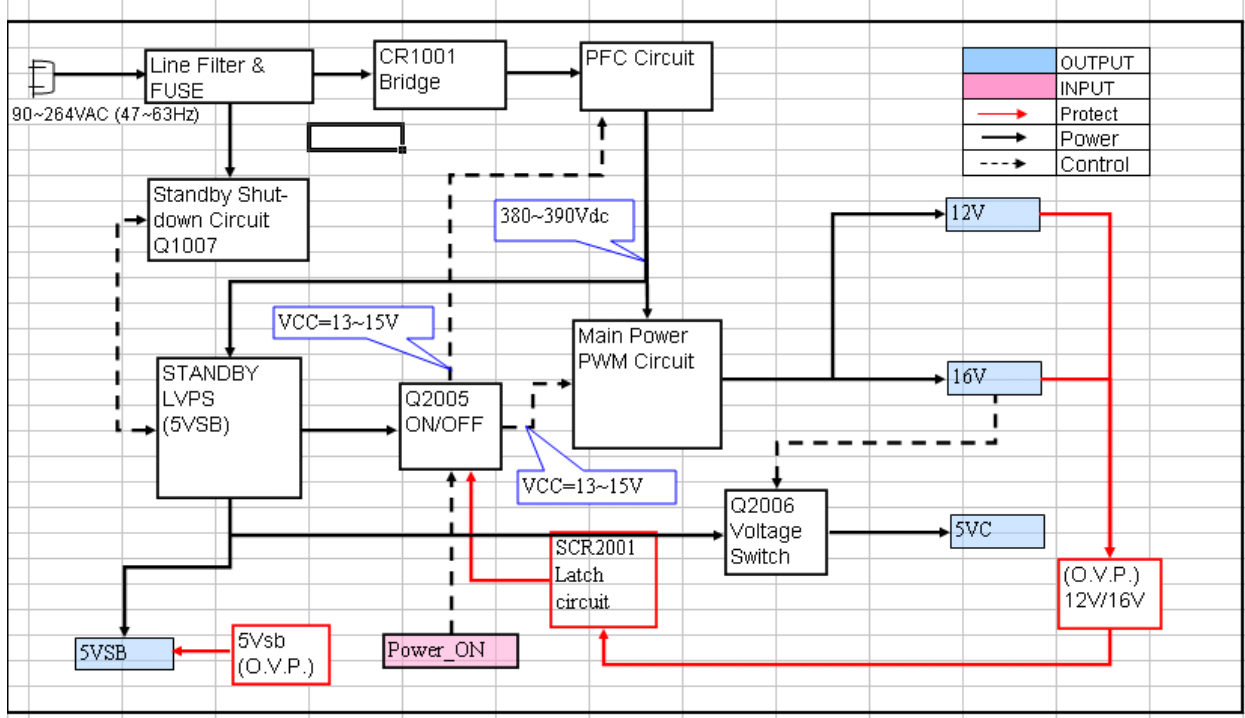 Line Filter &
FUSE
CR1001
Bridge
PFC Circuit
OUTPUT
INPUT
Protect
Power
Control
90~264VAC (47~63Hz)
Standby Shut-
down Circuit
Q1007
380~390Vdc
12V
VCC=13~15V
Main Power
PWM Circuit
STANDBY
LVPS
(5VSB)
Q2005
ON/OFF
16V
VCC=13~15V
Q2006
Voltage
Switch
5VC
SCR2001
Latch
circuit
(O.V.P.)
12V/16V
5VSB
5Vsb
(O.V.P.)
Power_ON